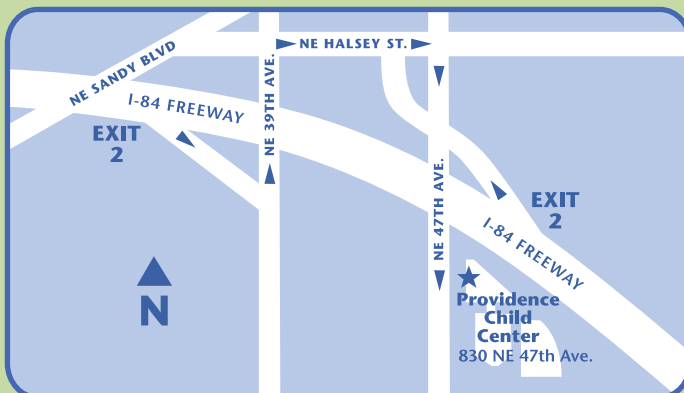 NE HALSEY ST.
NE SANDY BLVD
I-84 FREEWAY
NE 39TH AVE.
EXIT
2
NE 47TH AVE.
EXIT
2
I-84 FREEWAY
N
Providence
Child
Center
830 NE 47th Ave.